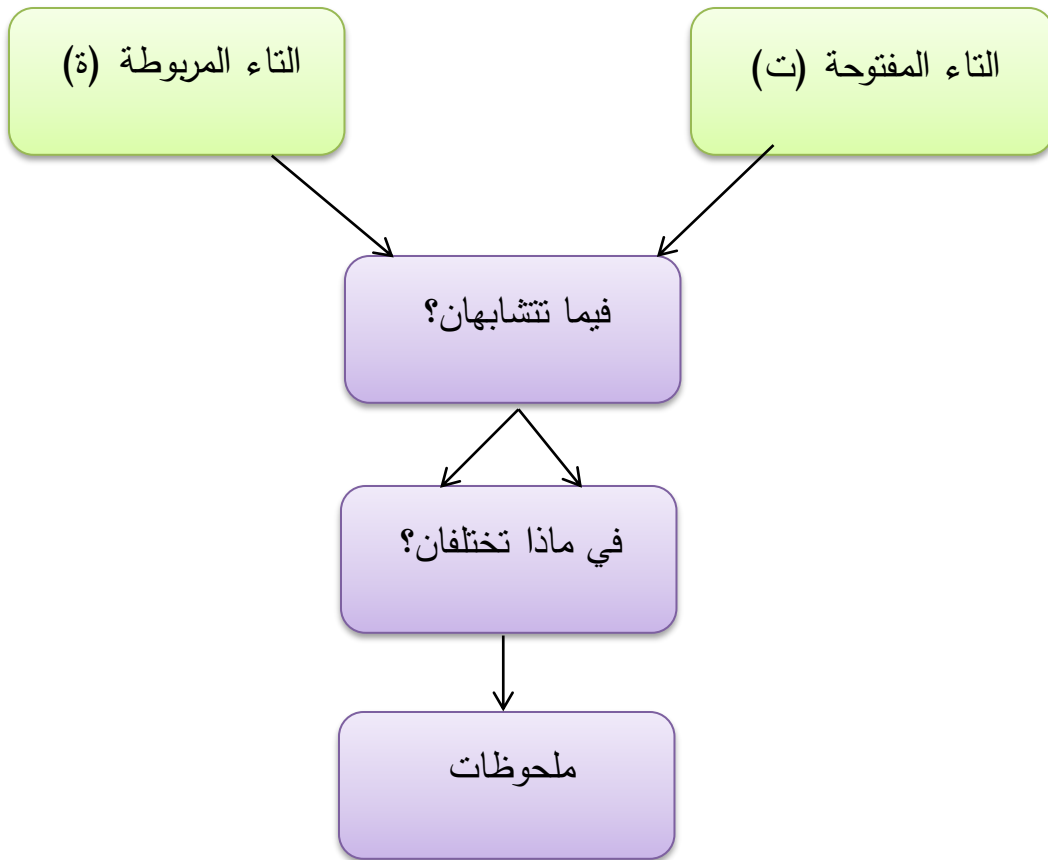 التاء المفتوحة (ت)
التاء المربوطة (ة)
فيما تتشابهان؟
في ماذا تختلفان؟
ملحوظات